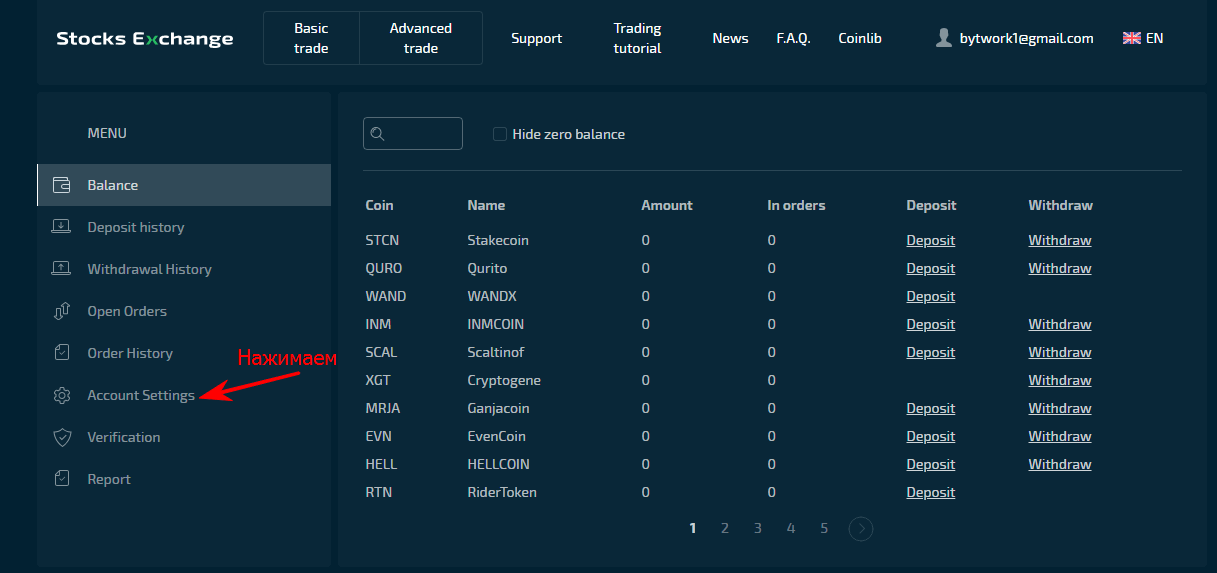 Stocks Exchange
Basic trade
Advanced trade
Support
Trading tutorial
News
F.A.Q.
Coinlib
bytwork1@gmail.com
EN
MENU
Balance
Deposit history
Withdrawal History
Open Orders
Order History
Нажимаем
Account Settings
Verification
Report
Hide zero balance
Coin Name Amount In orders Deposit Withdraw
STCN Stakecoin 0 0 Deposit Withdraw
QURO Qurito 0 0 Deposit Withdraw
WAND WANDX 0 0 Deposit
INM INMCOIN 0 0 Deposit Withdraw
SCAL Scaltinof 0 0 Deposit Withdraw
XGT Cryptogene 0 0 Withdraw
MRJA Ganjacoin 0 0 Deposit Withdraw
EVN EvenCoin 0 0 Deposit Withdraw
HELL HELLCOIN 0 0 Deposit Withdraw
RTN RiderToken 0 0 Deposit
1 2 3 4 5